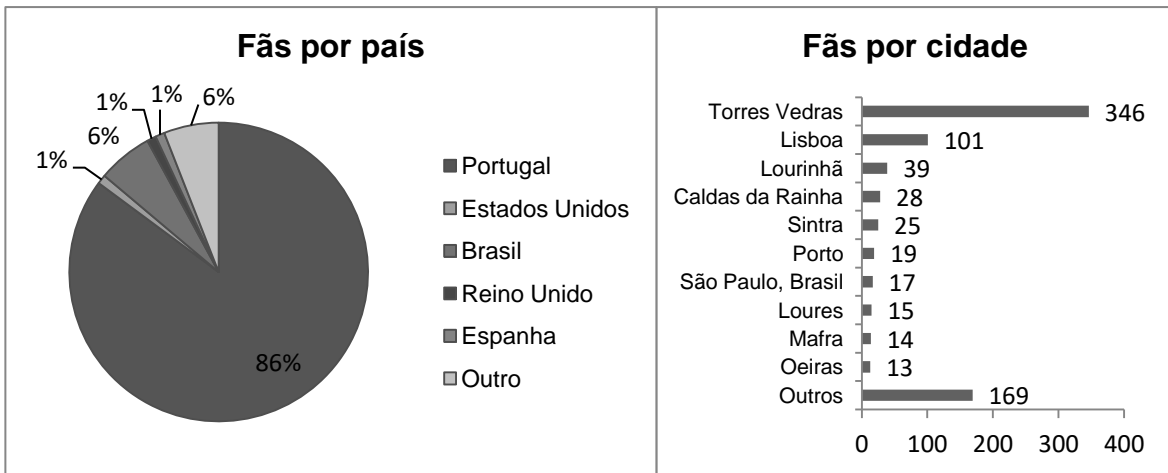 Fãs por país
1%
6%
1%
1%
6%
86%
Portugal
Estados Unidos
Brasil
Reino Unido
Espanha
Outro
Fãs por cidade
Torres Vedras 346
Lisboa 101
Lourinhã 39
Caldas da Rainha 28
Sintra 25
Porto 19
São Paulo, Brasil 17
Loures 15
Mafra 14
Oeiras 13
Outros 169
0 100 200 300 400